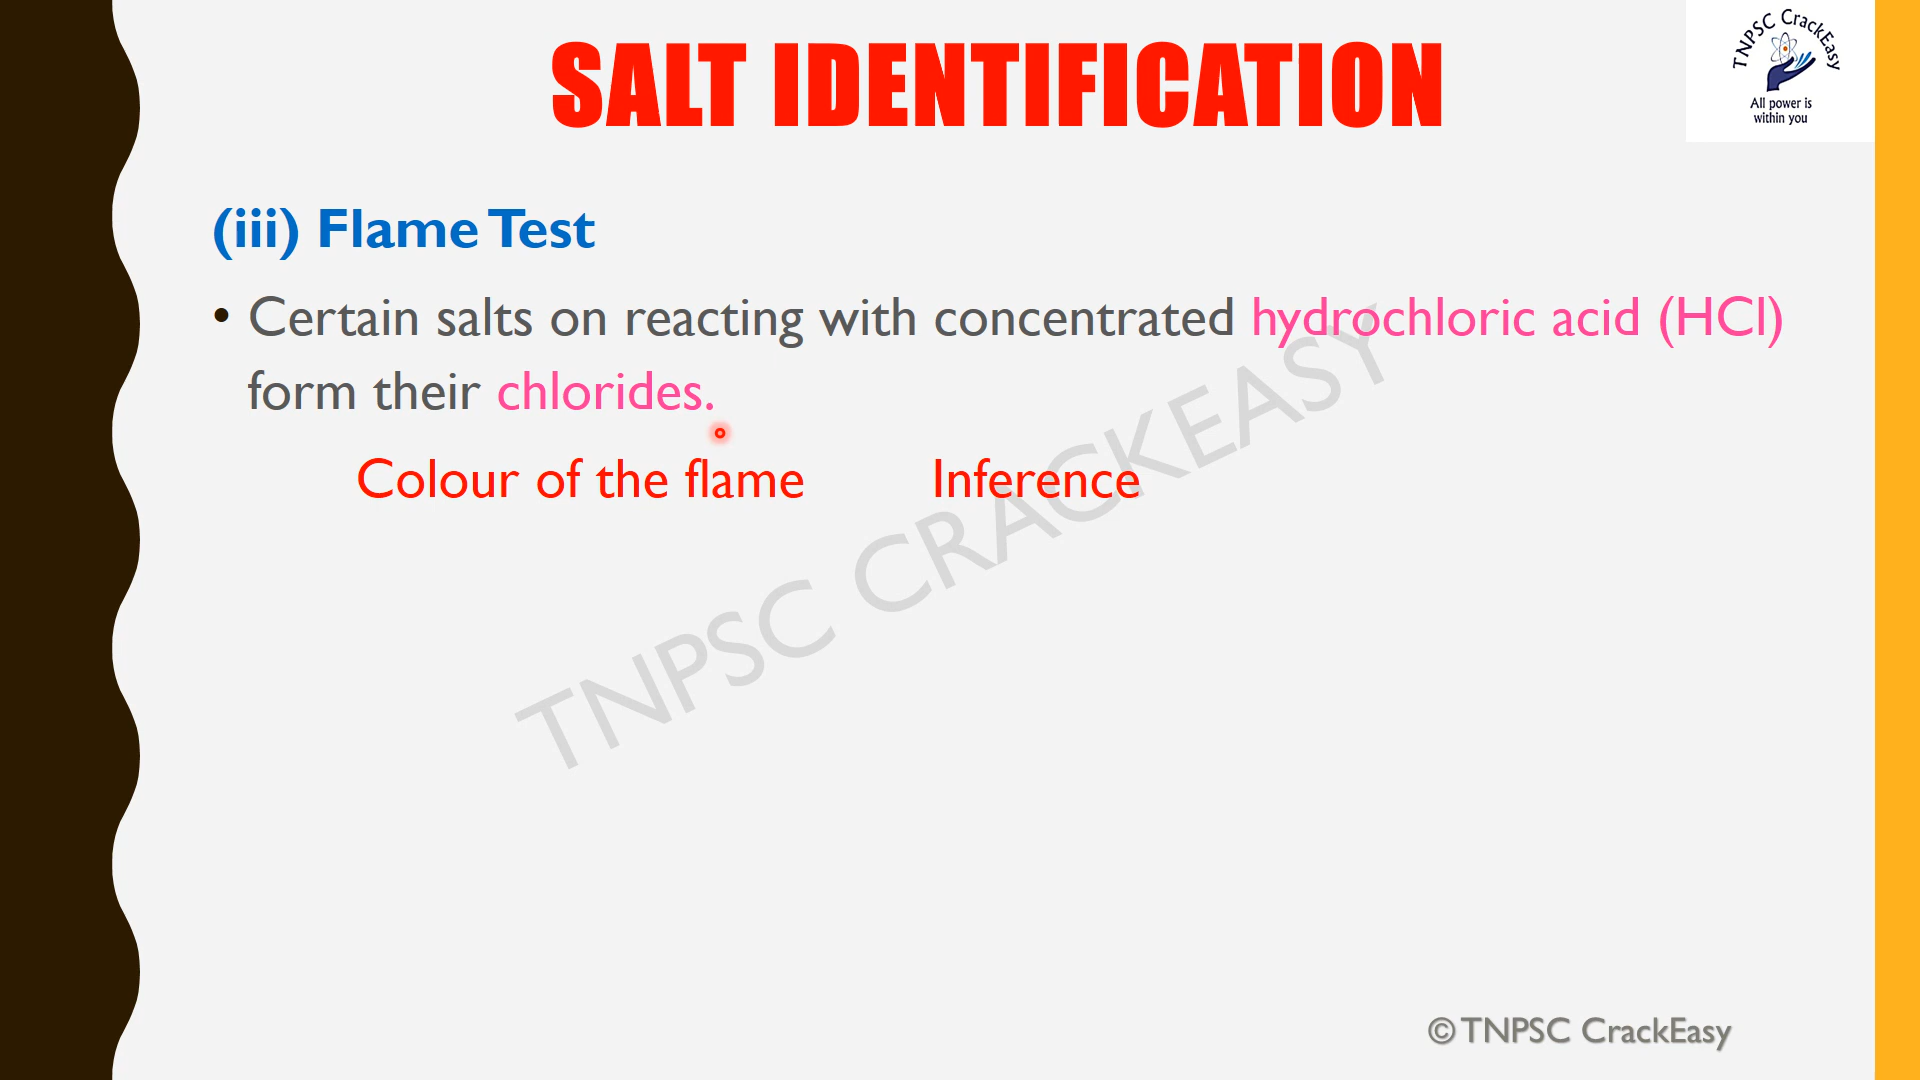 SALT IDENTIFICATION
TNPSC CrackEasy
All power is
within you
(iii) Flame Test
• Certain salts on reacting with concentrated hydrochloric acid (HCl)
form their chlorides.
Colour of the flame Inference
TNPSC CRACKEASY
© TNPSC CrackEasy